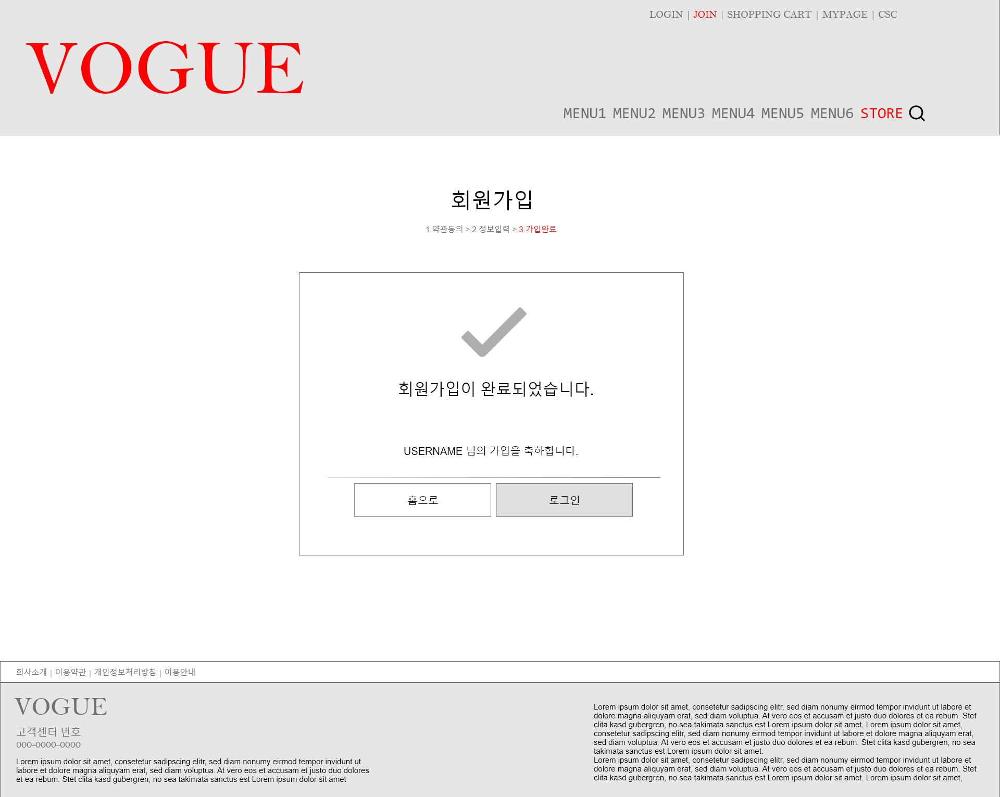 LOGIN | JOIN | SHOPPING CART | MYPAGE | CSC
VOGUE
MENU1 MENU2 MENU3 MENU4 MENU5 MENU6 STORE
회원가입
1.약관동의 > 2.정보입력 > 3.가입완료
회원가입이 완료되었습니다.
USERNAME 님의 가입을 축하합니다.
홈으로
로그인
회사소개 | 이용약관 | 개인정보처리방침 | 이용안내
VOGUE
고객센터 번호
000-0000-0000
Lorem ipsum dolor sit amet, consetetur sadipscing elitr, sed diam nonumy eirmod tempor invidunt ut
labore et dolore magna aliquyam erat, sed diam voluptua. At vero eos et accusam et justo duo dolores
et ea rebum. Stet clita kasd gubergren, no sea takimata sanctus est Lorem ipsum dolor sit amet
Lorem ipsum dolor sit amet, consetetur sadipscing elitr, sed diam nonumy eirmod tempor invidunt ut labore et
dolore magna aliquyam erat, sed diam voluptua. At vero eos et accusam et justo duo dolores et ea rebum. Stet
clita kasd gubergren, no sea takimata sanctus est Lorem ipsum dolor sit amet. Lorem ipsum dolor sit amet,
consetetur sadipscing elitr, sed diam nonumy eirmod tempor invidunt ut labore et dolore magna aliquyam erat,
sed diam voluptua. At vero eos et accusam et justo duo dolores et ea rebum. Stet clita kasd gubergren, no sea
takimata sanctus est Lorem ipsum dolor sit amet.
Lorem ipsum dolor sit amet, consetetur sadipscing elitr, sed diam nonumy eirmod tempor invidunt ut labore et
dolore magna aliquyam erat, sed diam voluptua. At vero eos et accusam et justo duo dolores et ea rebum. Stet
clita kasd gubergren, no sea takimata sanctus est Lorem ipsum dolor sit amet. Lorem ipsum dolor sit amet,